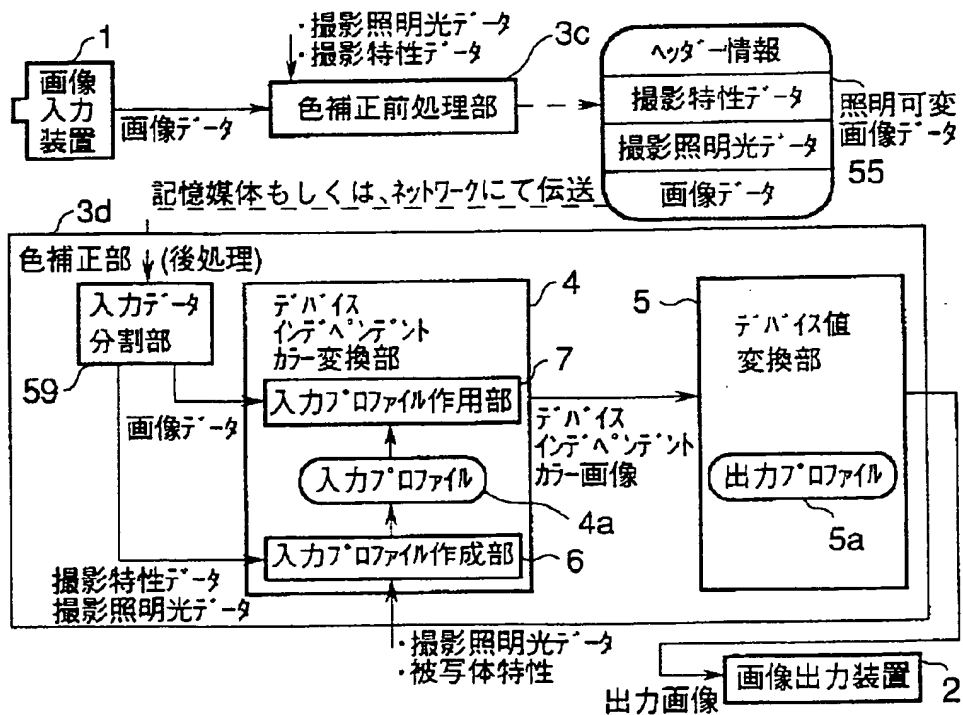 1
画像
入力
装置
画像データ
・撮影照明光データ
・撮影特性データ
3c
色補正前処理部
ヘッダー情報
撮影特性データ
撮影照明光データ
画像データ
照明可変
画像データ
55
記憶媒体もしくは、ネットワークにて伝送
3d
色補正部 (後処理)
入力データ
分割部
59
画像データ
撮影特性データ
撮影照明光データ
4
デバイス
インデペンデント
カラー変換部
7
入力プロファイル作用部
入力プロファイル
4a
入力プロファイル作成部
6
・撮影照明光データ
・被写体特性
デバイス
インデペンデント
カラー画像
5
デバイス値
変換部
出力プロファイル
5a
出力画像
画像出力装置
2